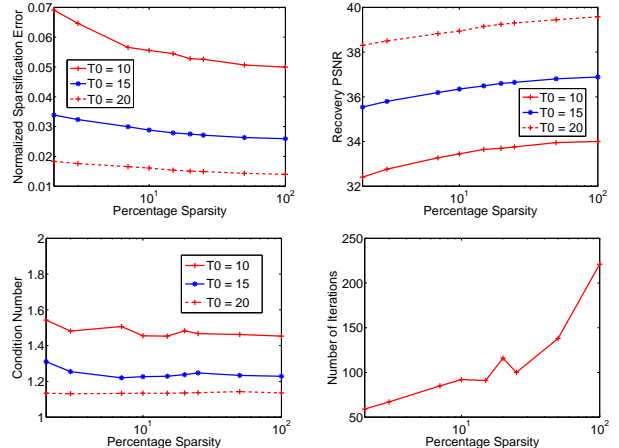 Normalized Sparsification Error
0.07
0.06
0.05
0.04
0.03
0.02
0.01
T0 = 10
T0 = 15
T0 = 20
10^1
10^2
Percentage Sparsity
Recovery PSNR
40
38
36
34
32
T0 = 10
T0 = 15
T0 = 20
10^1
10^2
Percentage Sparsity
Condition Number
2
1.8
1.6
1.4
1.2
1
T0 = 10
T0 = 15
T0 = 20
10^1
10^2
Percentage Sparsity
Number of Iterations
250
200
150
100
50
10^1
10^2
Percentage Sparsity